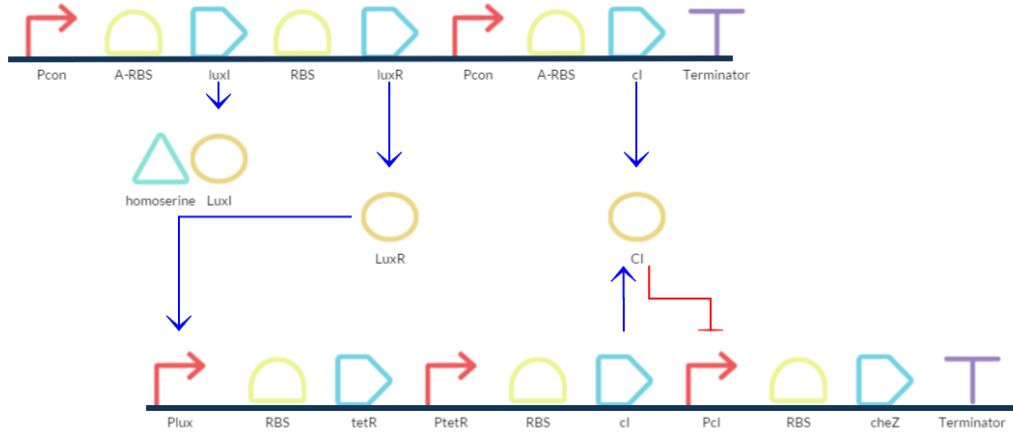 Pcon A-RBS luxI RBS luxR Pcon A-RBS cI Terminator
homoserine LuxI
LuxR CI
Plux RBS tetR PtetR RBS cI PcI RBS cheZ Terminator